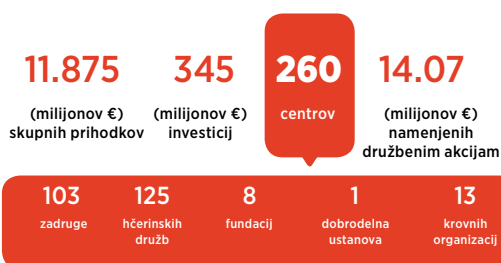 11.875
(milijonov €)
skupnih prihodkov
345
(milijonov €)
investicij
260
centrov
14.07
(milijonov €)
namenjenih
družbenim akcijam
103
zadruge
125
hčerinskih
družb
8
fundacij
1
dobrodelna
ustanova
13
krovnih
organizacij